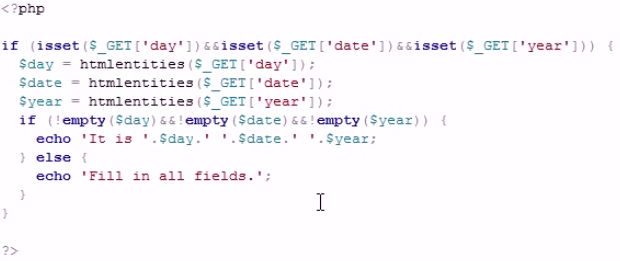 <?php
if (isset($_GET['day'])&&isset($_GET['date'])&&isset($_GET['year'])) {
$day = htmlentities($_GET['day']);
$date = htmlentities($_GET['date']);
$year = htmlentities($_GET['year']);
if (!empty($day)&&!empty($date)&&!empty($year)) {
echo 'It is '.$day.' '.$date.' '.$year;
} else {
echo 'Fill in all fields.';
}
}
?>